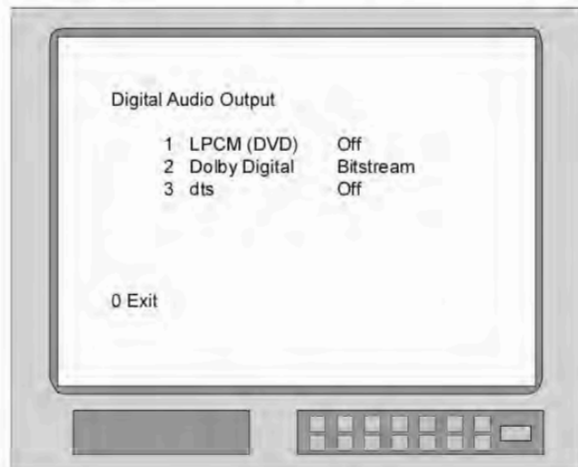 Digital Audio Output
1 LPCM (DVD) Off
2 Dolby Digital Bitstream
3 dts Off
0 Exit